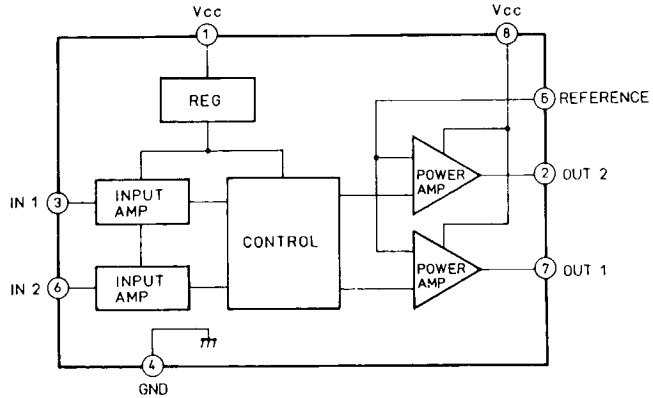 Vcc
1
Vcc
8
REG
5 REFERENCE
IN 1 3
INPUT
AMP
CONTROL
POWER
AMP
2 OUT 2
IN 2 6
INPUT
AMP
POWER
AMP
7 OUT 1
4
GND